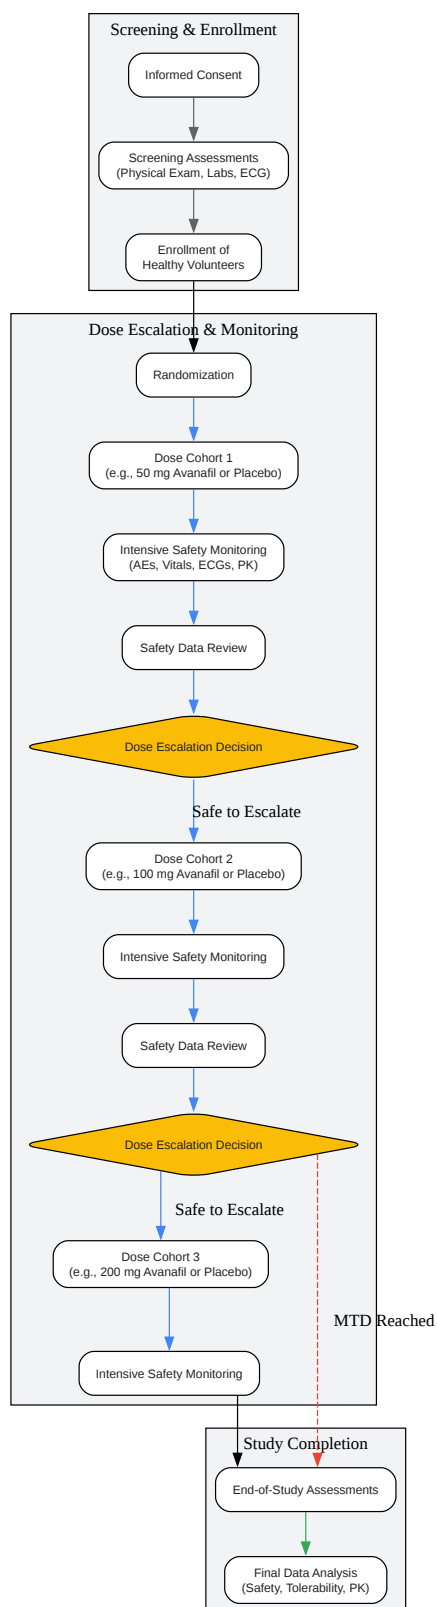 Screening & Enrollment
Informed Consent
Screening Assessments
(Physical Exam, Labs, ECG)
Enrollment of
Healthy Volunteers
Dose Escalation & Monitoring
Randomization
Dose Cohort 1
(e.g., 50 mg Avanafil or Placebo)
Intensive Safety Monitoring
(AEs, Vitals, ECGs, PK)
Safety Data Review
Dose Escalation Decision
Safe to Escalate
Dose Cohort 2
(e.g., 100 mg Avanafil or Placebo)
Intensive Safety Monitoring
Safety Data Review
Dose Escalation Decision
Safe to Escalate
Dose Cohort 3
(e.g., 200 mg Avanafil or Placebo)
MTD Reached
Intensive Safety Monitoring
Study Completion
End-of-Study Assessments
Final Data Analysis
(Safety, Tolerability, PK)